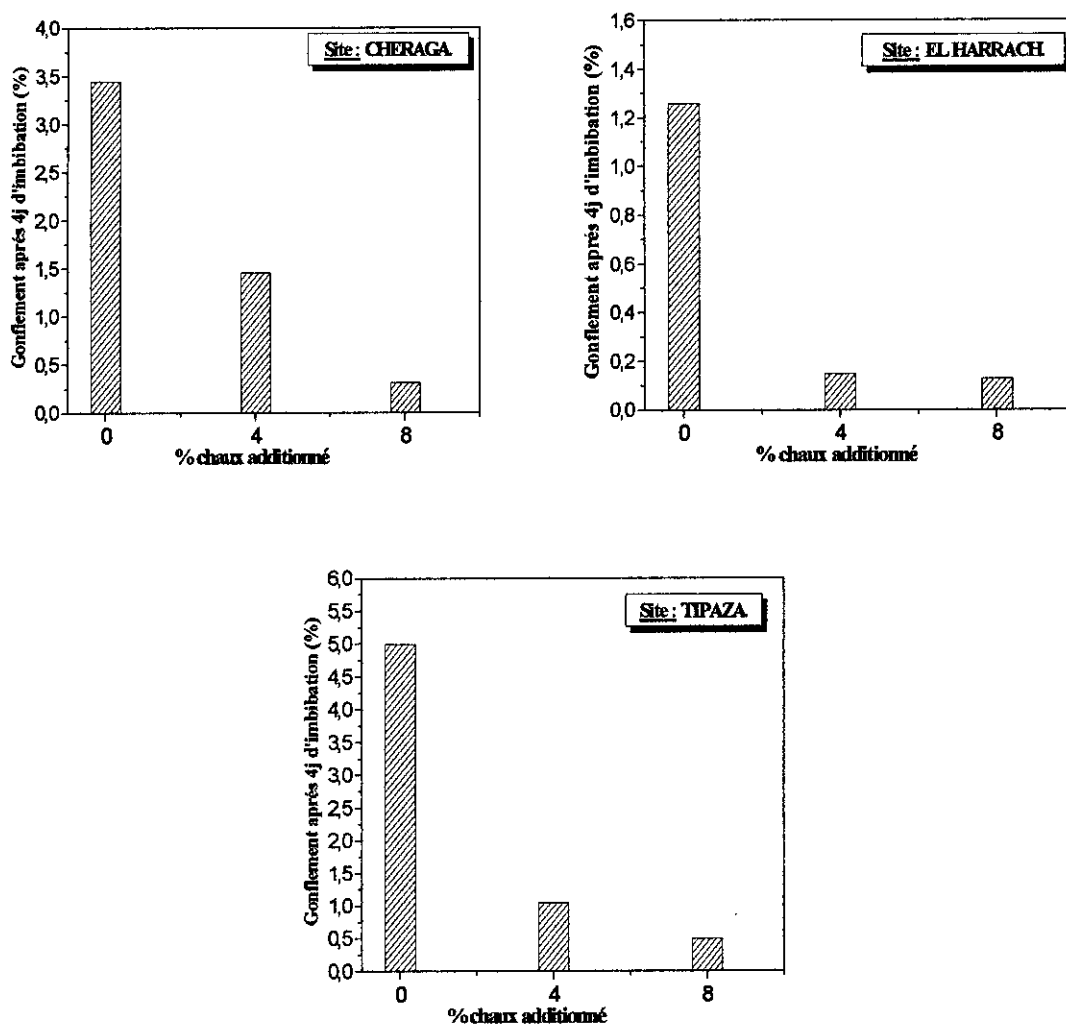 Site : CHERAGA.
Gonflement aprés 4j d'imbibation (%)
4,0
3,5
3,0
2,5
2,0
1,5
1,0
0,5
0,0
0 4 8
% chaux additionné
Site : EL HARRACH.
Gonflement aprés 4j d'imbibation (%)
1,6
1,4
1,2
1,0
0,8
0,6
0,4
0,2
0,0
0 4 8
% chaux additionné
Site : TIPAZA.
Gonflement aprés 4j d'imbibation (%)
6,0
5,5
5,0
4,5
4,0
3,5
3,0
2,5
2,0
1,5
1,0
0,5
0,0
0 4 8
% chaux additionné